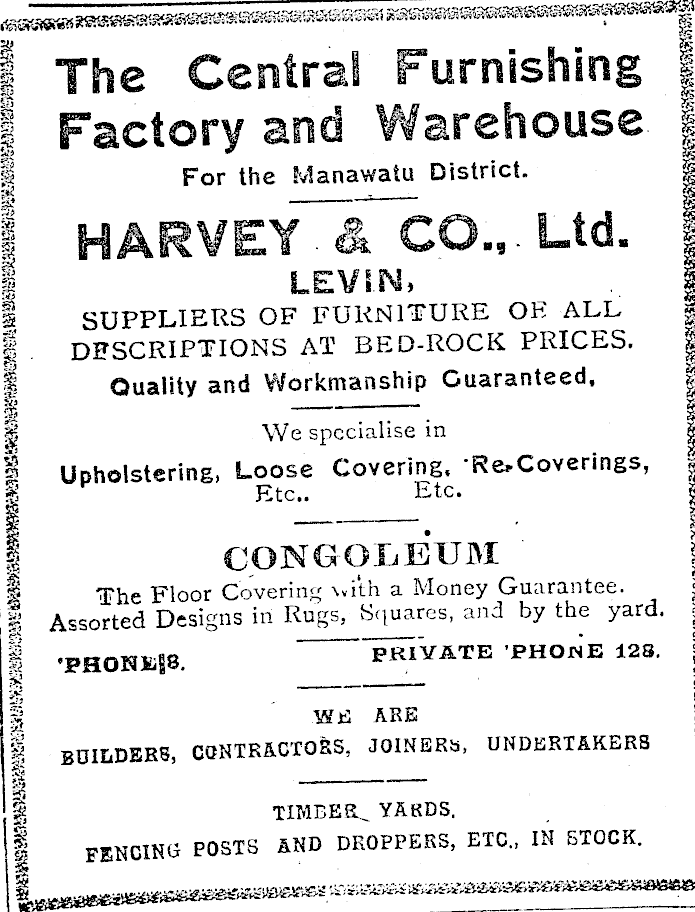 The Central Furnishing
Factory and Warehouse
For the Manawatu District.
HARVEY & CO., Ltd.
LEVIN,
SUPPLIERS OF FURNITURE OF ALL
DESCRIPTIONS AT BED-ROCK PRICES.
Quality and Workmanship Guaranteed,
We specialise in
Upholstering, Loose Covering, Re-Coverings,
Etc.. Etc.
CONGOLEUM
The Floor Covering with a Money Guarantee.
Assorted Designs in Rugs, Squares, and by the yard.
'PHONE 8. PRIVATE 'PHONE 128.
WE ARE
BUILDERS, CONTRACTORS, JOINERS, UNDERTAKERS
TIMBER YARDS.
FENCING POSTS AND DROPPERS, ETC., IN STOCK.